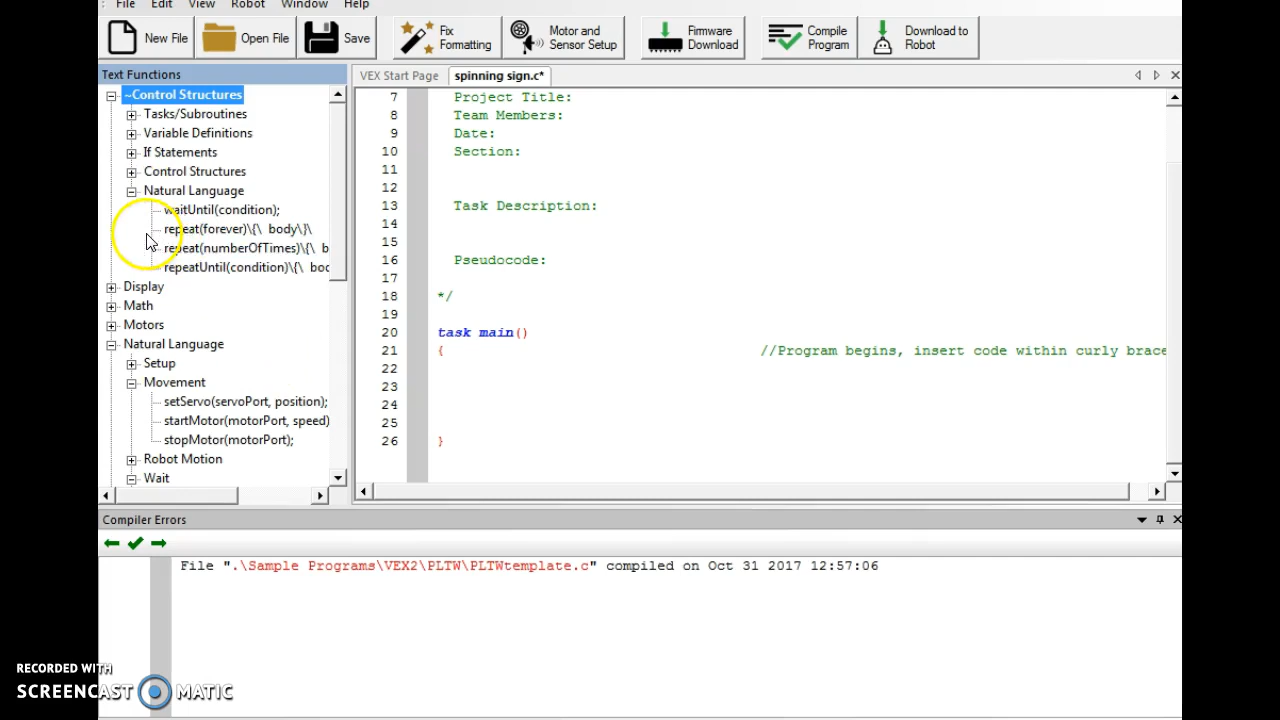 File Edit View Robot Window Help
New File Open File Save Fix Formatting Motor and Sensor Setup Firmware Download Compile Program Download to Robot
Text Functions
VEX Start Page spinning sign.c*
~Control Structures
Tasks/Subroutines
Variable Definitions
If Statements
Control Structures
Natural Language
waitUntil(condition);
repeat(forever)\{\ body\}\
repeat(numberOfTimes)\{\ b
repeatUntil(condition)\{\ boc
Display
Math
Motors
Natural Language
Setup
Movement
setServo(servoPort, position);
startMotor(motorPort, speed)
stopMotor(motorPort);
Robot Motion
Wait
7 Project Title:
8 Team Members:
9 Date:
10 Section:
11
12
13 Task Description:
14
15
16 Pseudocode:
17
18 */
19
20 task main()
21 { //Program begins, insert code within curly brace
22
23
24
25
26 }
Compiler Errors
File ".\Sample Programs\VEX2\PLTW\PLTWtemplate.c" compiled on Oct 31 2017 12:57:06
RECORDED WITH
SCREENCAST MATIC